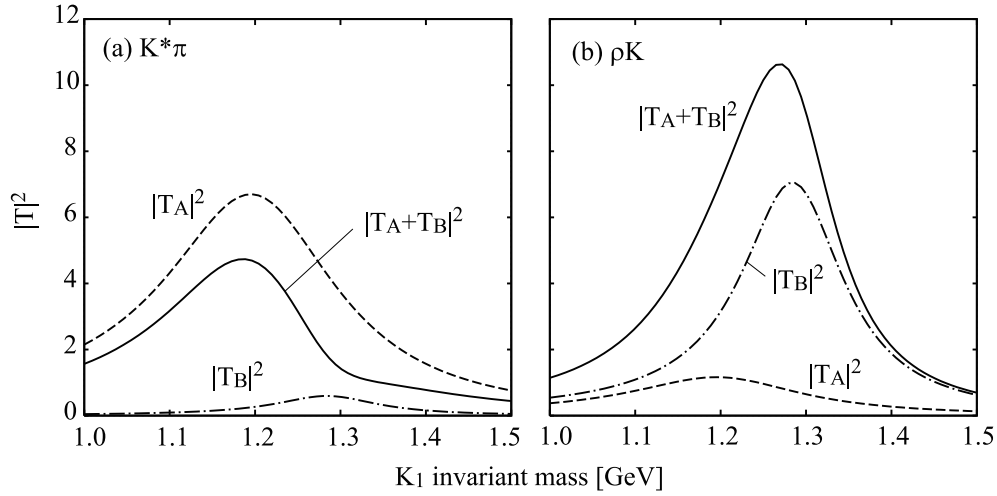 12
10
8
6
4
2
0
|T|²
(a) K*π
|TA|²
|TA+TB|²
|TB|²
1.0 1.1 1.2 1.3 1.4 1.5
(b) ρK
|TA+TB|²
|TB|²
|TA|²
1.0 1.1 1.2 1.3 1.4 1.5
K₁ invariant mass [GeV]